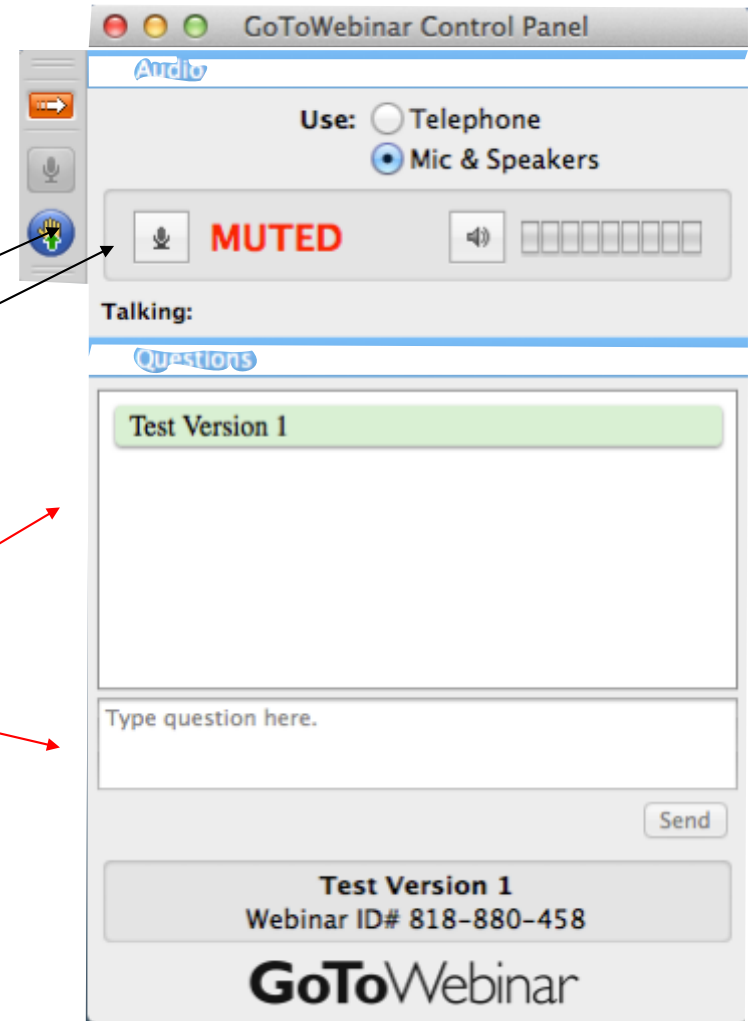 GoToWebinar Control Panel
Audio
Use: Telephone
Mic & Speakers
MUTED
Talking:
Questions
Test Version 1
Type question here.
Send
Test Version 1
Webinar ID# 818-880-458
GoToWebinar